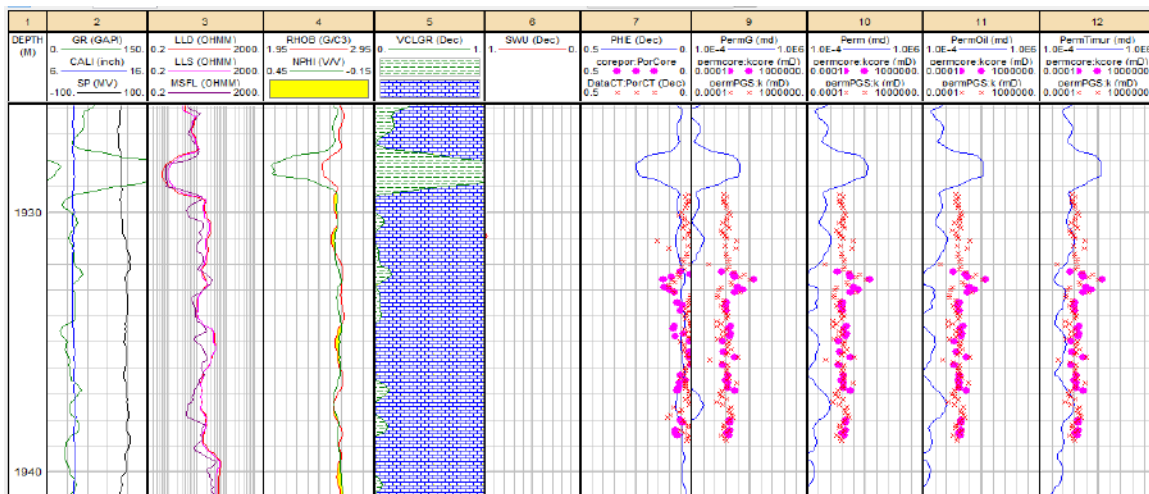 1 2 3 4 5 6 7 9 10 11 12
DEPTH (M)
GR (GAPI)
0. 150.
CALI (inch)
6. 16.
SP (MV)
-100. 100.
LLD (OHMM)
0.2 2000.
LLS (OHMM)
0.2 2000.
MSFL (OHMM)
0.2 2000.
RHOB (G/C3)
1.95 2.95
NPHI (V/V)
0.45 -0.15
VCLGR (Dec)
0. 1.
SWU (Dec)
1. 0.
PHIE (Dec)
0.5 0.
corepor:PorCore
0.5 0.
DataCT:PorCT (Dec)
0.5 0.
PermG (md)
1.0E-4 1.0E6
permcore:kcore (mD)
0.0001 1000000.
permPGS:k (mD)
0.0001 1000000.
Perm (md)
1.0E-4 1.0E6
permcore:kcore (mD)
0.0001 1000000.
permPGS:k (mD)
0.0001 1000000.
PermOil (md)
1.0E-4 1.0E6
permcore:kcore (mD)
0.0001 1000000.
permPGS:k (mD)
0.0001 1000000.
PermTimur (md)
1.0E-4 1.0E6
permcore:kcore (mD)
0.0001 1000000.
permPGS:k (mD)
0.0001 1000000.
1930
1940